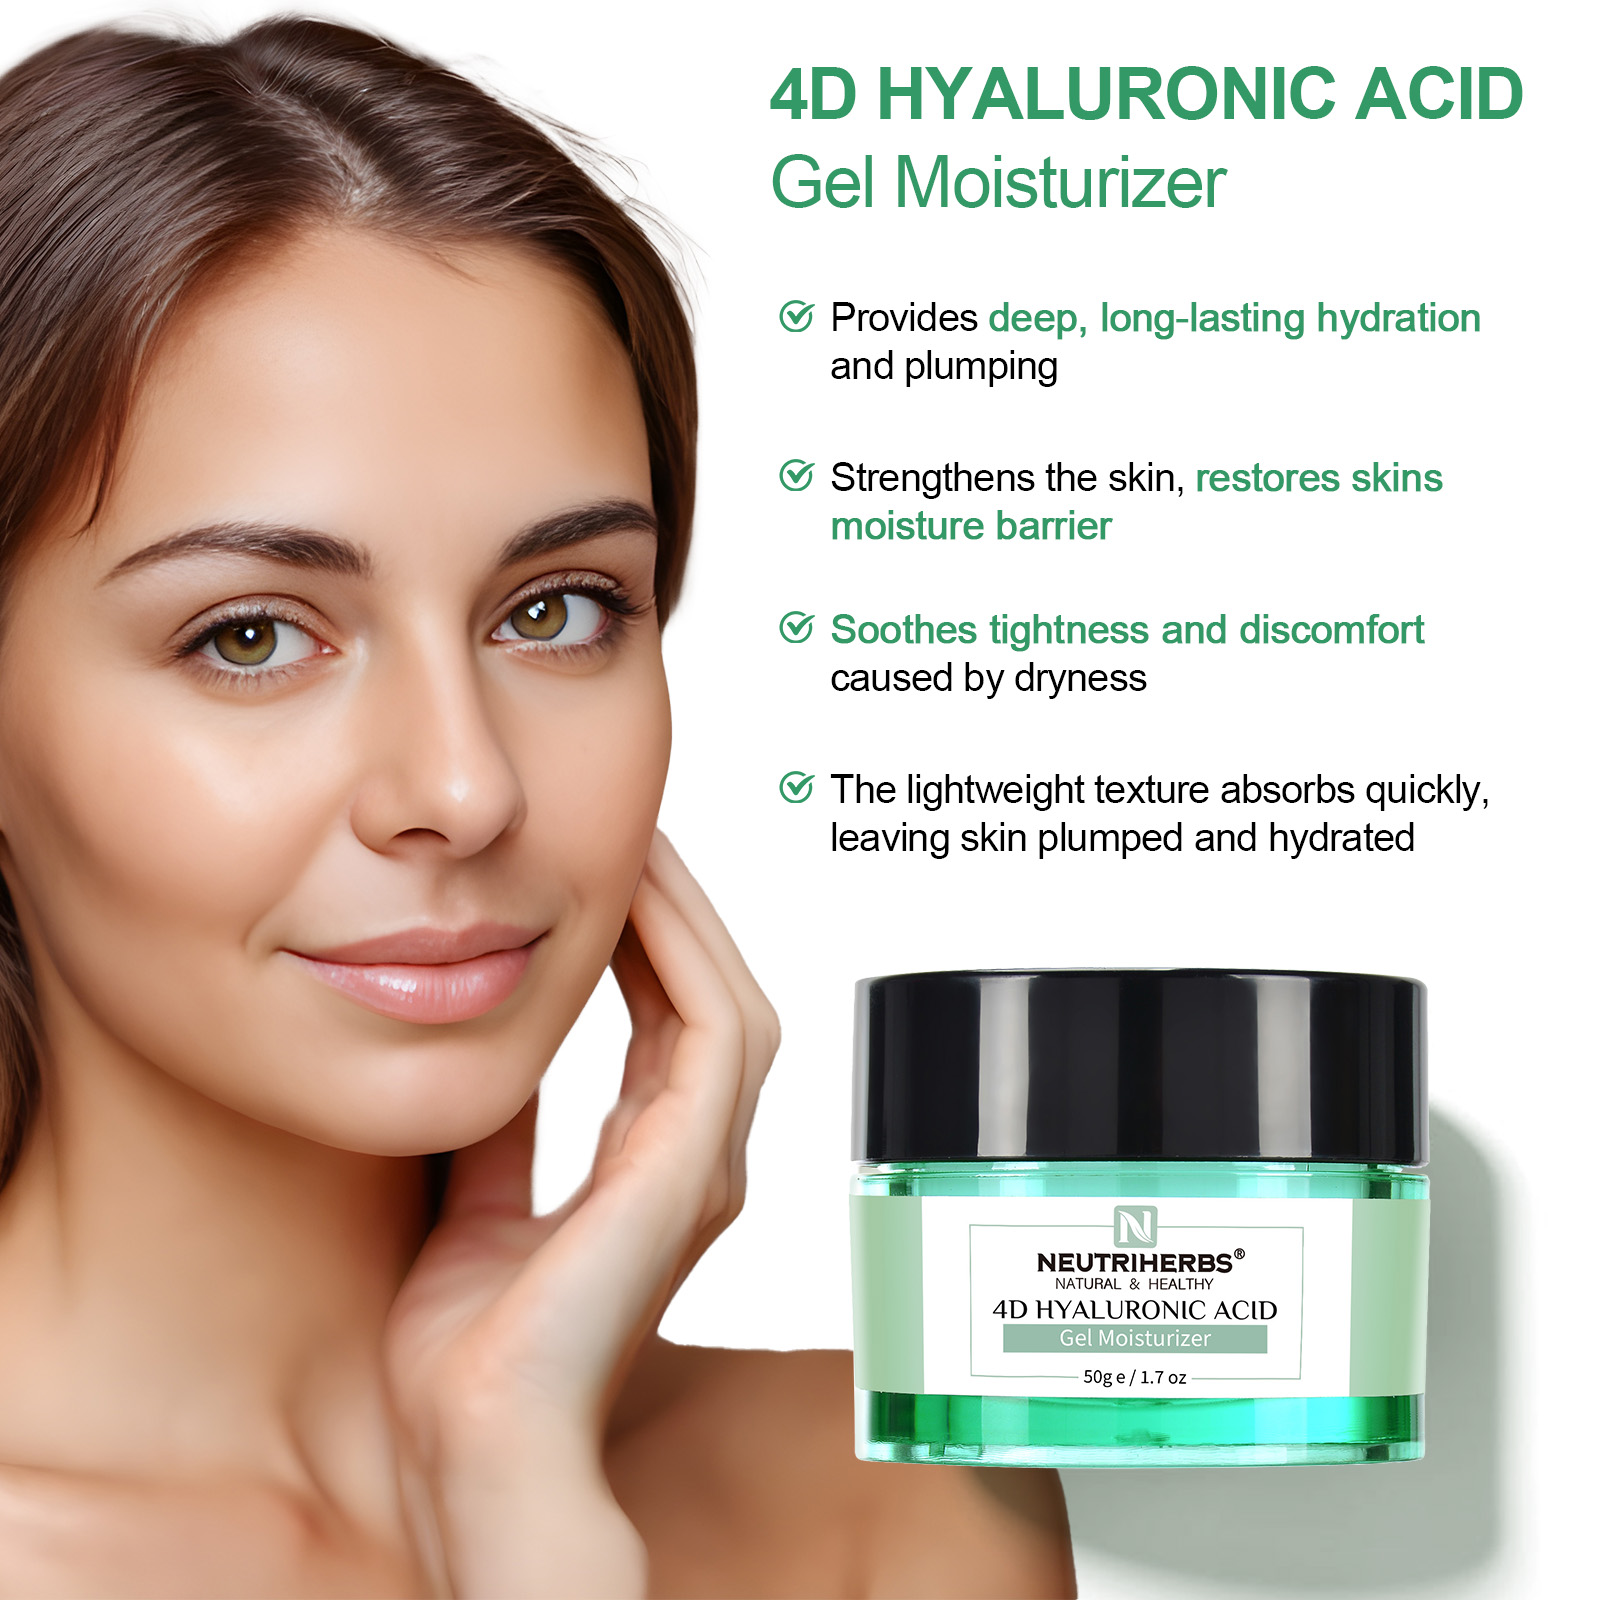 4D HYALURONIC ACID
Gel Moisturizer
Provides deep, long-lasting hydration
and plumping
Strengthens the skin, restores skins
moisture barrier
Soothes tightness and discomfort
caused by dryness
The lightweight texture absorbs quickly,
leaving skin plumped and hydrated
N
NEUTRIHERBS®
NATURAL & HEALTHY
4D HYALURONIC ACID
Gel Moisturizer
50g e / 1.7 oz